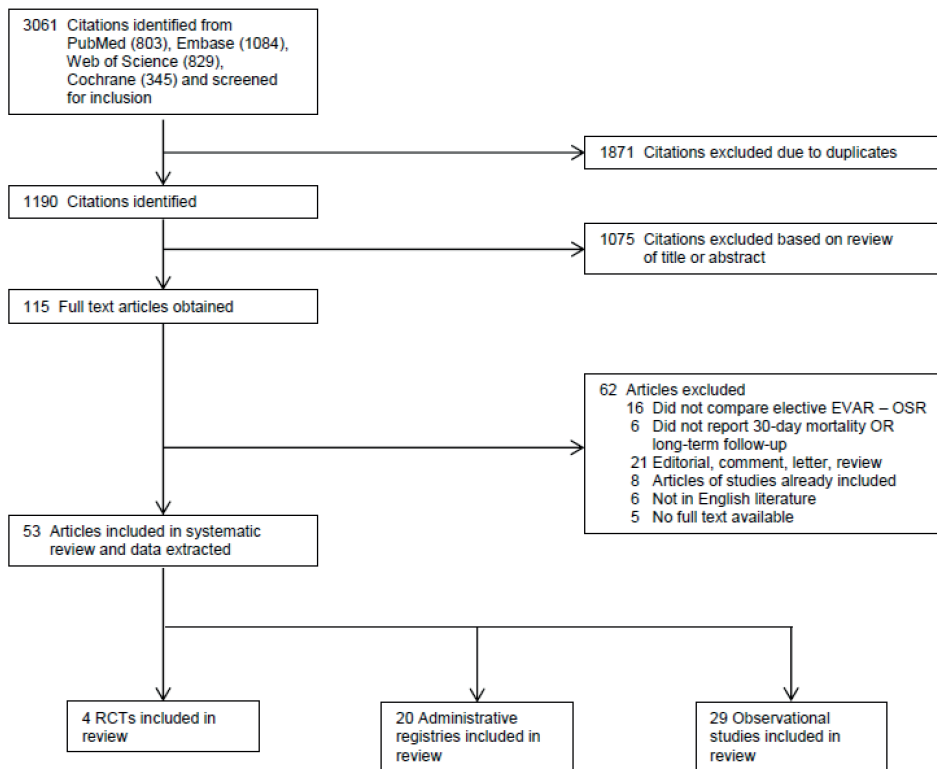 3061 Citations identified from
PubMed (803), Embase (1084),
Web of Science (829),
Cochrane (345) and screened
for inclusion
1871 Citations excluded due to duplicates
1190 Citations identified
1075 Citations excluded based on review
of title or abstract
115 Full text articles obtained
62 Articles excluded
16 Did not compare elective EVAR – OSR
6 Did not report 30-day mortality OR
long-term follow-up
21 Editorial, comment, letter, review
8 Articles of studies already included
6 Not in English literature
5 No full text available
53 Articles included in systematic
review and data extracted
4 RCTs included in
review
20 Administrative
registries included in
review
29 Observational
studies included in
review